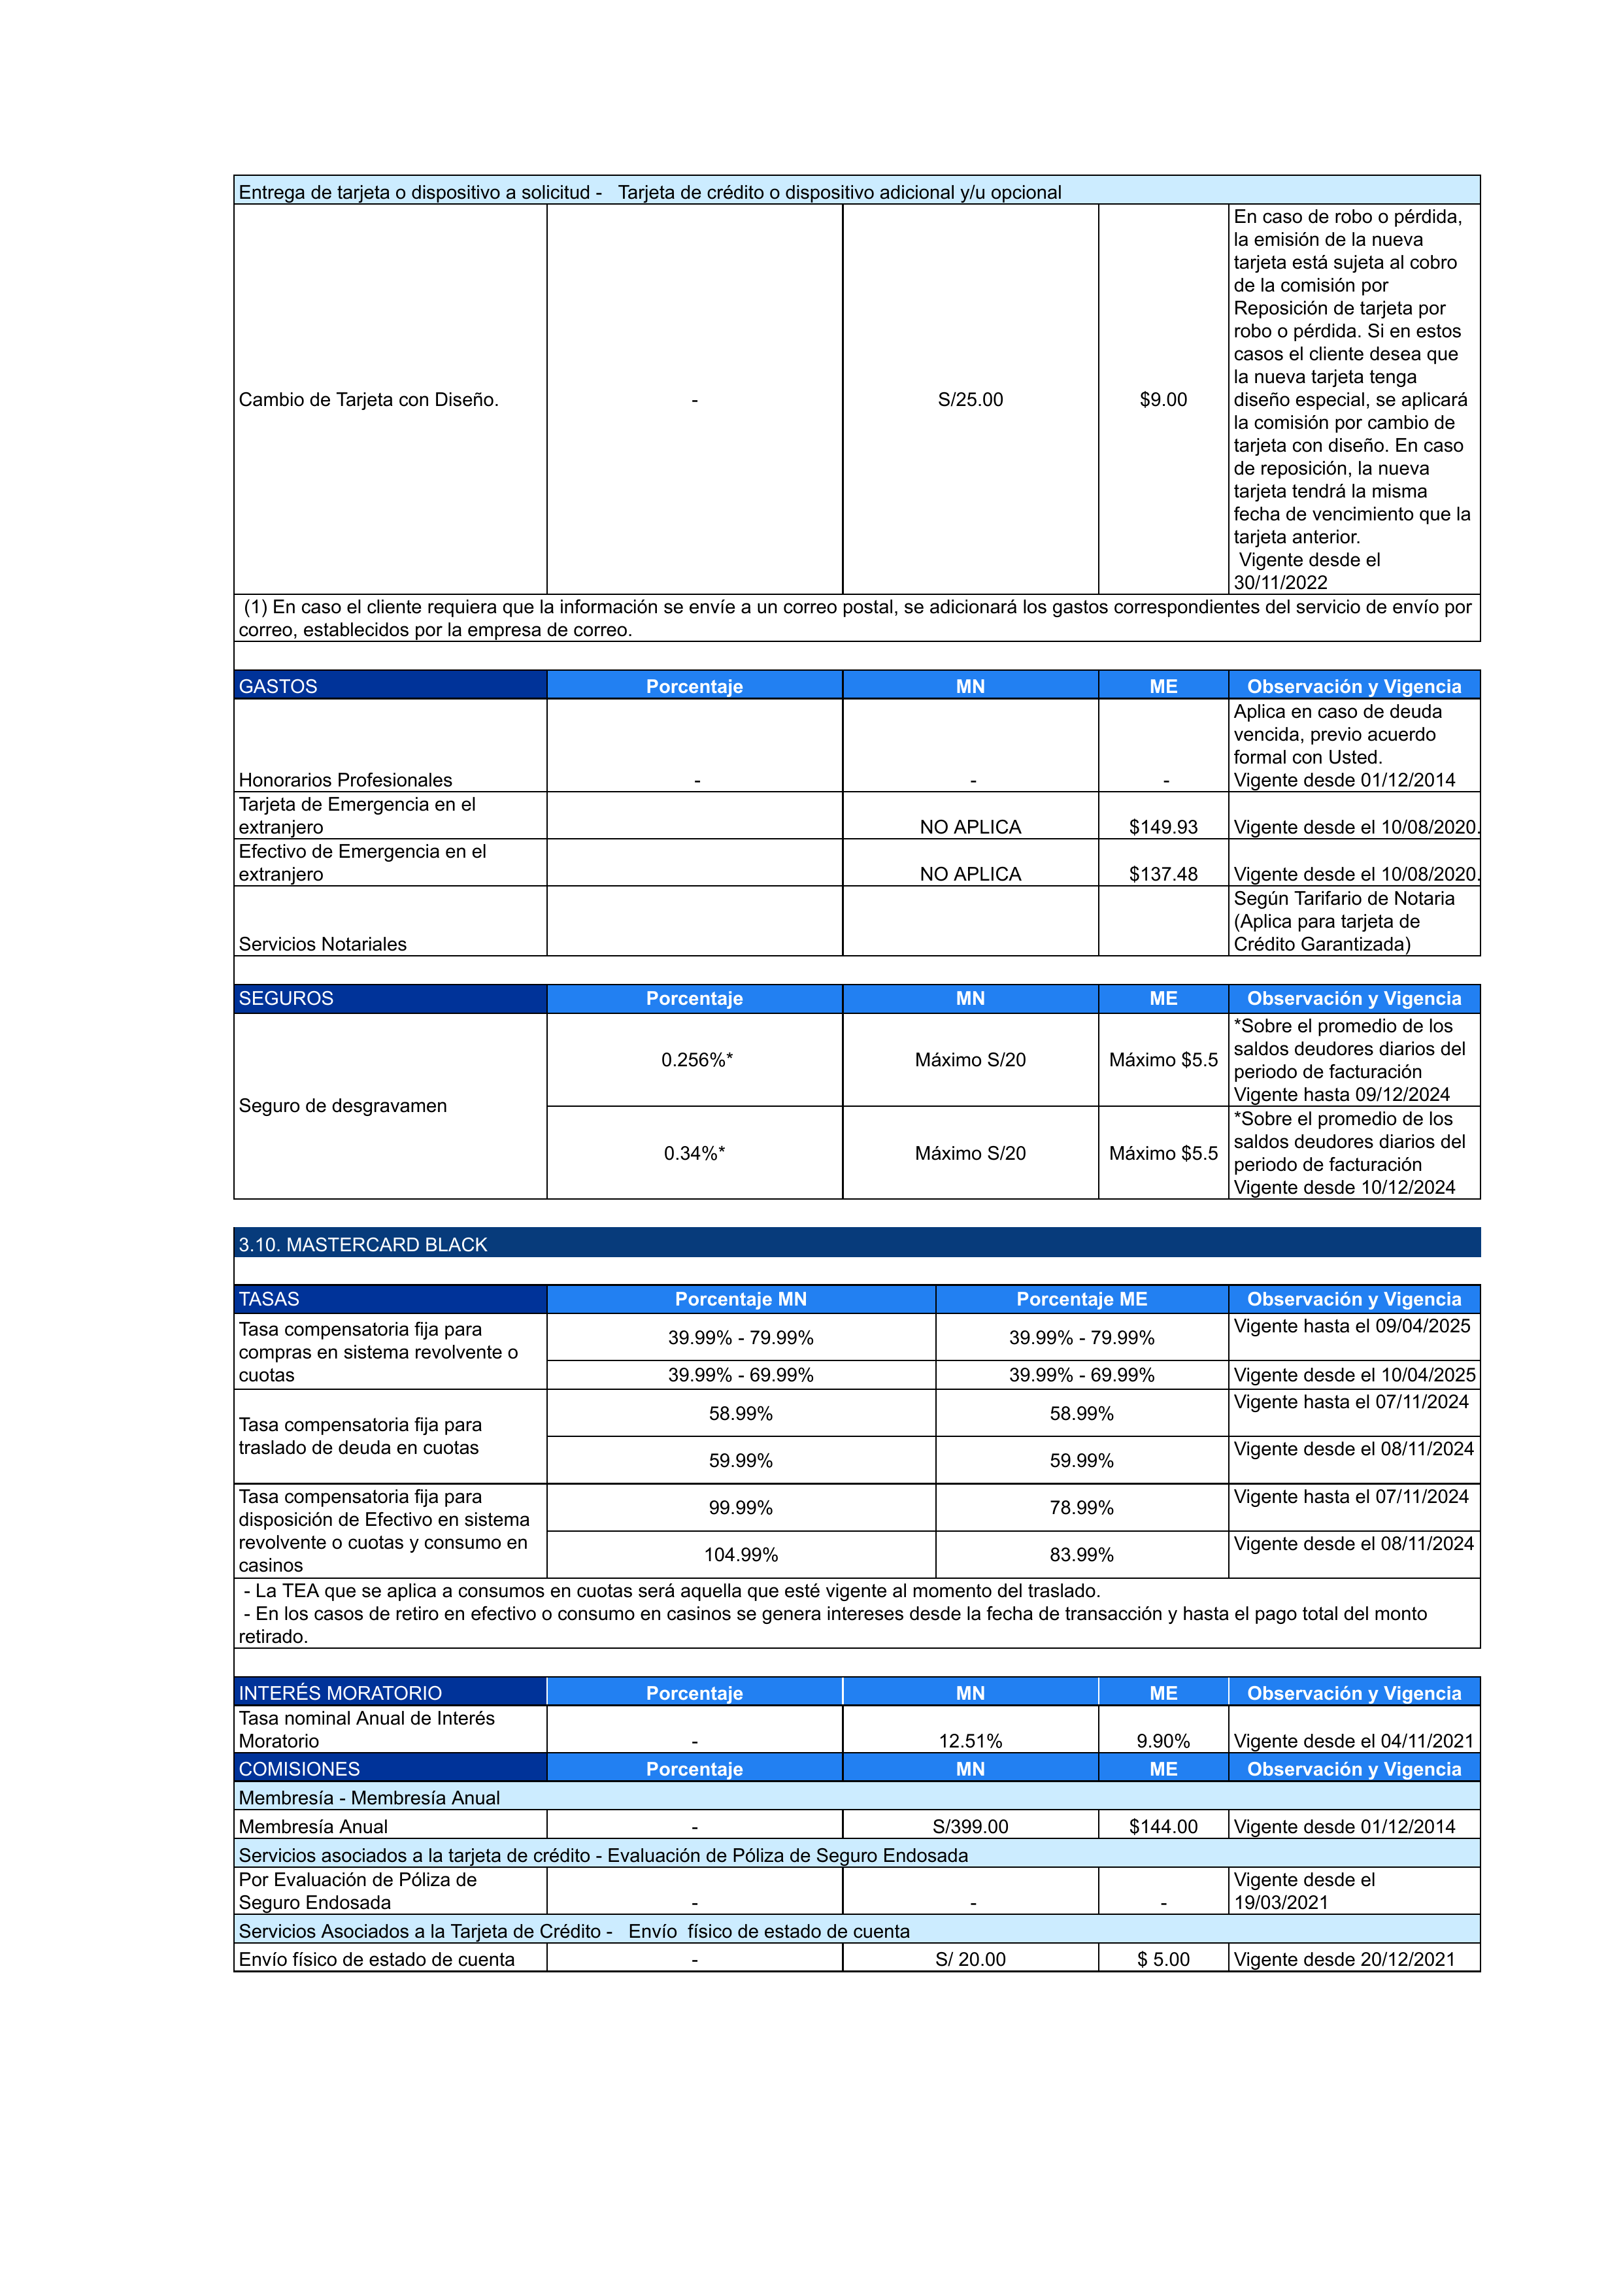 Entrega de tarjeta o dispositivo a solicitud -   Tarjeta de crédito o dispositivo adicional y/u opcional
Cambio de Tarjeta con Diseño.
-
S/25.00
$9.00
En caso de robo o pérdida,
la emisión de la nueva
tarjeta está sujeta al cobro
de la comisión por
Reposición de tarjeta por
robo o pérdida. Si en estos
casos el cliente desea que
la nueva tarjeta tenga
diseño especial, se aplicará
la comisión por cambio de
tarjeta con diseño. En caso
de reposición, la nueva
tarjeta tendrá la misma
fecha de vencimiento que la
tarjeta anterior.
Vigente desde el
30/11/2022
(1) En caso el cliente requiera que la información se envíe a un correo postal, se adicionará los gastos correspondientes del servicio de envío por
correo, establecidos por la empresa de correo.
GASTOS
Porcentaje
MN
ME
Observación y Vigencia
Honorarios Profesionales
-
-
-
Aplica en caso de deuda
vencida, previo acuerdo
formal con Usted.
Vigente desde 01/12/2014
Tarjeta de Emergencia en el
extranjero
NO APLICA
$149.93
Vigente desde el 10/08/2020.
Efectivo de Emergencia en el
extranjero
NO APLICA
$137.48
Vigente desde el 10/08/2020.
Servicios Notariales
Según Tarifario de Notaria
(Aplica para tarjeta de
Crédito Garantizada)
SEGUROS
Porcentaje
MN
ME
Observación y Vigencia
Seguro de desgravamen
0.256%*
Máximo S/20
Máximo $5.5
*Sobre el promedio de los
saldos deudores diarios del
periodo de facturación
Vigente hasta 09/12/2024
0.34%*
Máximo S/20
Máximo $5.5
*Sobre el promedio de los
saldos deudores diarios del
periodo de facturación
Vigente desde 10/12/2024
3.10. MASTERCARD BLACK
TASAS
Porcentaje MN
Porcentaje ME
Observación y Vigencia
Tasa compensatoria fija para
compras en sistema revolvente o
cuotas
39.99% - 79.99%
39.99% - 79.99%
Vigente hasta el 09/04/2025
39.99% - 69.99%
39.99% - 69.99%
Vigente desde el 10/04/2025
Tasa compensatoria fija para
traslado de deuda en cuotas
58.99%
58.99%
Vigente hasta el 07/11/2024
59.99%
59.99%
Vigente desde el 08/11/2024
Tasa compensatoria fija para
disposición de Efectivo en sistema
revolvente o cuotas y consumo en
casinos
99.99%
78.99%
Vigente hasta el 07/11/2024
104.99%
83.99%
Vigente desde el 08/11/2024
- La TEA que se aplica a consumos en cuotas será aquella que esté vigente al momento del traslado.
- En los casos de retiro en efectivo o consumo en casinos se genera intereses desde la fecha de transacción y hasta el pago total del monto
retirado.
INTERÉS MORATORIO
Porcentaje
MN
ME
Observación y Vigencia
Tasa nominal Anual de Interés
Moratorio
-
12.51%
9.90%
Vigente desde el 04/11/2021
COMISIONES
Porcentaje
MN
ME
Observación y Vigencia
Membresía - Membresía Anual
Membresía Anual
-
S/399.00
$144.00
Vigente desde 01/12/2014
Servicios asociados a la tarjeta de crédito - Evaluación de Póliza de Seguro Endosada
Por Evaluación de Póliza de
Seguro Endosada
-
-
-
Vigente desde el
19/03/2021
Servicios Asociados a la Tarjeta de Crédito -   Envío  físico de estado de cuenta
Envío físico de estado de cuenta
-
S/ 20.00
$ 5.00
Vigente desde 20/12/2021